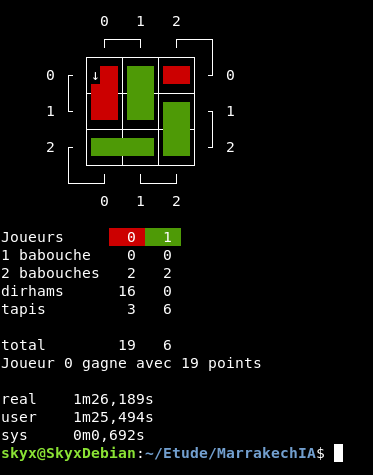 0 1 2
0 ↓ 0
1 1
2 2
0 1 2
Joueurs 0 1
1 babouche 0 0
2 babouches 2 2
dirhams 16 0
tapis 3 6
total 19 6
Joueur 0 gagne avec 19 points
real 1m26,189s
user 1m25,494s
sys 0m0,692s
skyx@SkyxDebian:~/Etude/MarrakechIA$